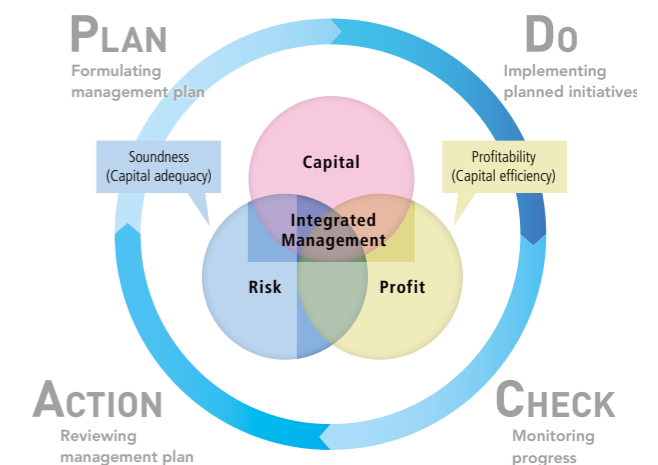 PLAN
Formulating
management plan
DO
Implementing
planned initiatives
Soundness
(Capital adequacy)
Profitability
(Capital efficiency)
Capital
Integrated
Management
Risk
Profit
ACTION
Reviewing
management plan
CHECK
Monitoring
progress